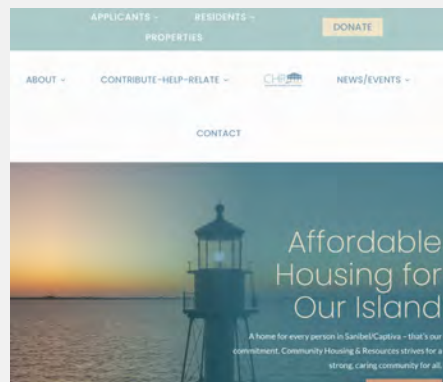 APPLICANTS RESIDENTS
PROPERTIES
DONATE
ABOUT CONTRIBUTE-HELP-RELATE CHR NEWS/EVENTS
CONTACT
Affordable
Housing for
Our Island
A home for every person in Sanibel/Captiva – that's our
commitment. Community Housing & Resources strives for a
strong, caring community for all.